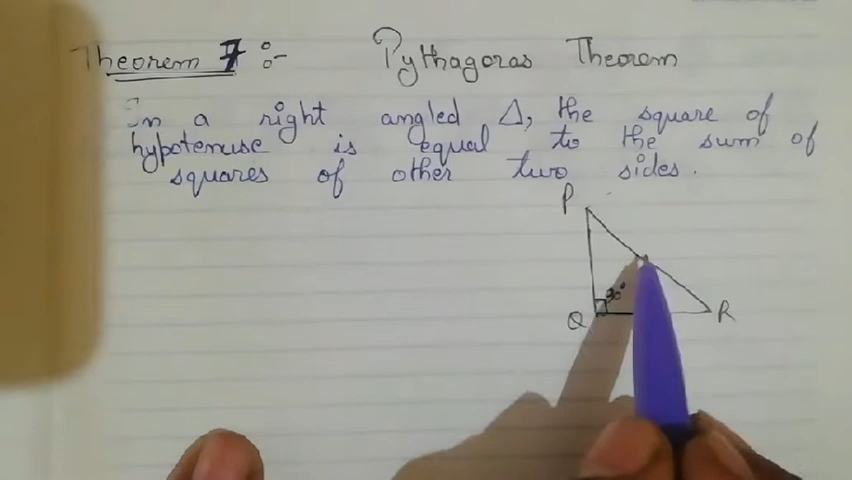 Theorem 7 :- Pythagoras Theorem
In a right angled Δ, the square of
hypotenuse is equal to the sum of
squares of other two sides.
P
90°
Q R